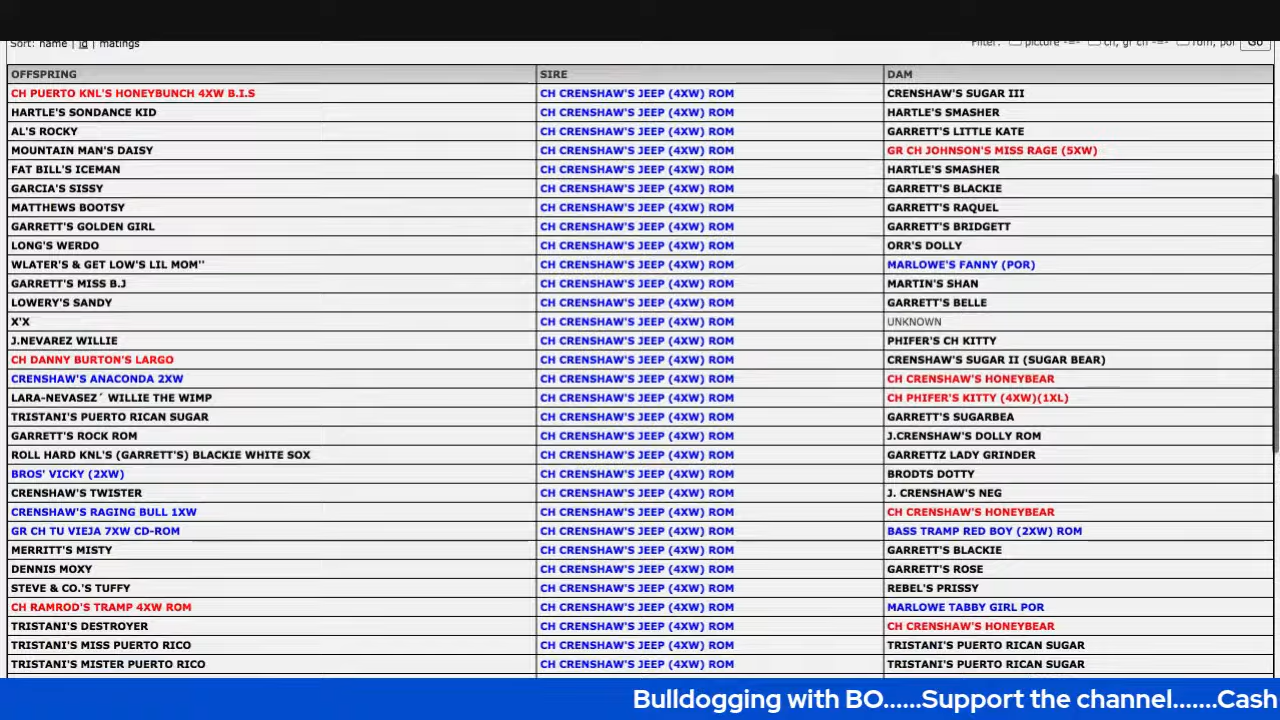 Sort: name | id | matings Filter: picture -=- ch, gr ch -=- rom, por Go
OFFSPRING SIRE DAM
CH PUERTO KNL'S HONEYBUNCH 4XW B.I.S CH CRENSHAW'S JEEP (4XW) ROM CRENSHAW'S SUGAR III
HARTLE'S SONDANCE KID CH CRENSHAW'S JEEP (4XW) ROM HARTLE'S SMASHER
AL'S ROCKY CH CRENSHAW'S JEEP (4XW) ROM GARRETT'S LITTLE KATE
MOUNTAIN MAN'S DAISY CH CRENSHAW'S JEEP (4XW) ROM GR CH JOHNSON'S MISS RAGE (5XW)
FAT BILL'S ICEMAN CH CRENSHAW'S JEEP (4XW) ROM HARTLE'S SMASHER
GARCIA'S SISSY CH CRENSHAW'S JEEP (4XW) ROM GARRETT'S BLACKIE
MATTHEWS BOOTSY CH CRENSHAW'S JEEP (4XW) ROM GARRETT'S RAQUEL
GARRETT'S GOLDEN GIRL CH CRENSHAW'S JEEP (4XW) ROM GARRETT'S BRIDGETT
LONG'S WERDO CH CRENSHAW'S JEEP (4XW) ROM ORR'S DOLLY
WLATER'S & GET LOW'S LIL MOM'' CH CRENSHAW'S JEEP (4XW) ROM MARLOWE'S FANNY (POR)
GARRETT'S MISS B.J CH CRENSHAW'S JEEP (4XW) ROM MARTIN'S SHAN
LOWERY'S SANDY CH CRENSHAW'S JEEP (4XW) ROM GARRETT'S BELLE
X'X CH CRENSHAW'S JEEP (4XW) ROM UNKNOWN
J.NEVAREZ WILLIE CH CRENSHAW'S JEEP (4XW) ROM PHIFER'S CH KITTY
CH DANNY BURTON'S LARGO CH CRENSHAW'S JEEP (4XW) ROM CRENSHAW'S SUGAR II (SUGAR BEAR)
CRENSHAW'S ANACONDA 2XW CH CRENSHAW'S JEEP (4XW) ROM CH CRENSHAW'S HONEYBEAR
LARA-NEVASEZ´ WILLIE THE WIMP CH CRENSHAW'S JEEP (4XW) ROM CH PHIFER'S KITTY (4XW)(1XL)
TRISTANI'S PUERTO RICAN SUGAR CH CRENSHAW'S JEEP (4XW) ROM GARRETT'S SUGARBEA
GARRETT'S ROCK ROM CH CRENSHAW'S JEEP (4XW) ROM J.CRENSHAW'S DOLLY ROM
ROLL HARD KNL'S (GARRETT'S) BLACKIE WHITE SOX CH CRENSHAW'S JEEP (4XW) ROM GARRETTZ LADY GRINDER
BROS' VICKY (2XW) CH CRENSHAW'S JEEP (4XW) ROM BRODTS DOTTY
CRENSHAW'S TWISTER CH CRENSHAW'S JEEP (4XW) ROM J. CRENSHAW'S NEG
CRENSHAW'S RAGING BULL 1XW CH CRENSHAW'S JEEP (4XW) ROM CH CRENSHAW'S HONEYBEAR
GR CH TU VIEJA 7XW CD-ROM CH CRENSHAW'S JEEP (4XW) ROM BASS TRAMP RED BOY (2XW) ROM
MERRITT'S MISTY CH CRENSHAW'S JEEP (4XW) ROM GARRETT'S BLACKIE
DENNIS MOXY CH CRENSHAW'S JEEP (4XW) ROM GARRETT'S ROSE
STEVE & CO.'S TUFFY CH CRENSHAW'S JEEP (4XW) ROM REBEL'S PRISSY
CH RAMROD'S TRAMP 4XW ROM CH CRENSHAW'S JEEP (4XW) ROM MARLOWE TABBY GIRL POR
TRISTANI'S DESTROYER CH CRENSHAW'S JEEP (4XW) ROM CH CRENSHAW'S HONEYBEAR
TRISTANI'S MISS PUERTO RICO CH CRENSHAW'S JEEP (4XW) ROM TRISTANI'S PUERTO RICAN SUGAR
TRISTANI'S MISTER PUERTO RICO CH CRENSHAW'S JEEP (4XW) ROM TRISTANI'S PUERTO RICAN SUGAR
Bulldogging with BO......Support the channel.......Cash